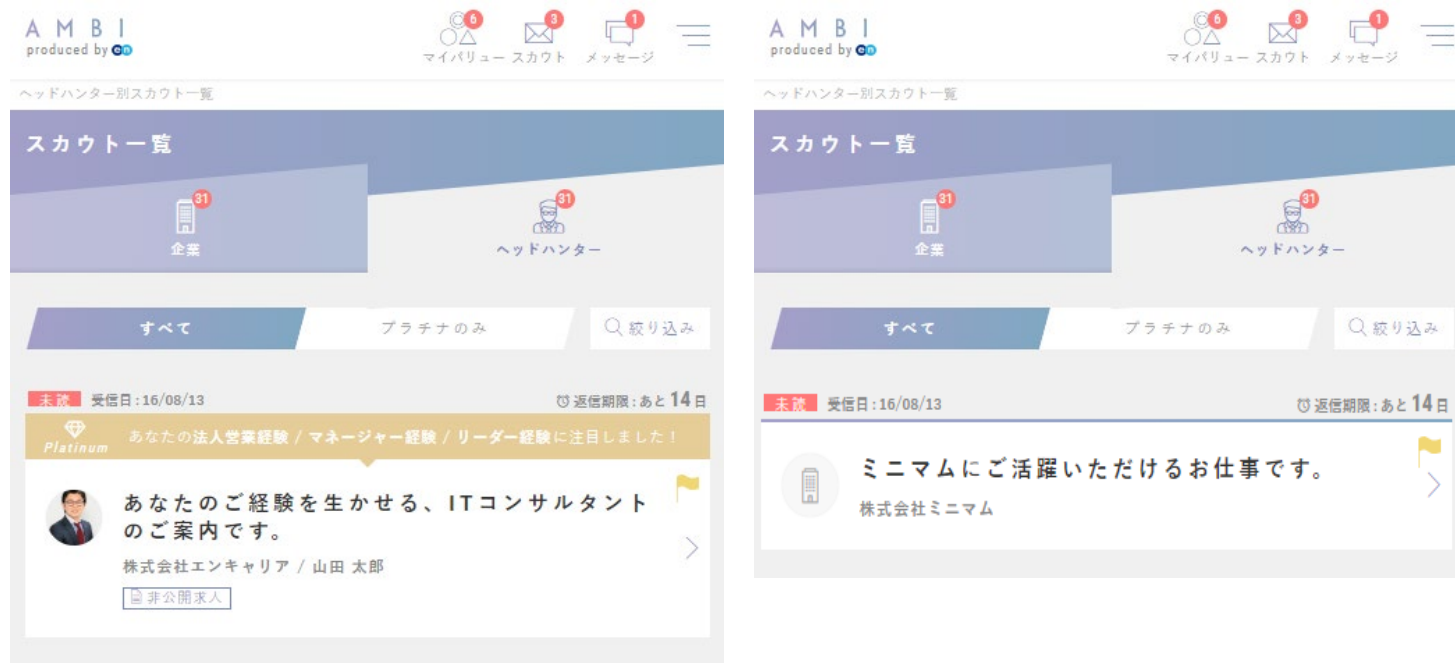 AMBI
6
3
1
produced by en
マイバリュー スカウト メッセージ
ヘッドハンター別スカウト一覧
スカウト一覧
31
31
企業
ヘッドハンター
すべて
プラチナのみ
絞り込み
未読 受信日:16/08/13
返信期限:あと14日
Platinum
あなたの法人営業経験 / マネージャー経験 / リーダー経験に注目しました!
あなたのご経験を生かせる、ITコンサルタント
のご案内です。
株式会社エンキャリア / 山田 太郎
非公開求人
AMBI
6
3
1
produced by en
マイバリュー スカウト メッセージ
ヘッドハンター別スカウト一覧
スカウト一覧
31
31
企業
ヘッドハンター
すべて
プラチナのみ
絞り込み
未読 受信日:16/08/13
返信期限:あと14日
ミニマムにご活躍いただけるお仕事です。
株式会社ミニマム